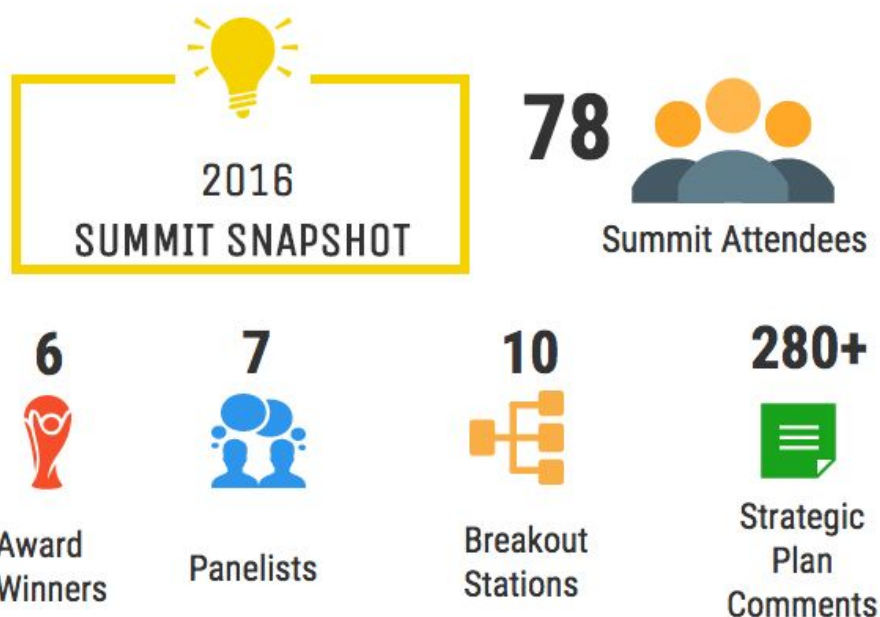 2016
SUMMIT SNAPSHOT
78
Summit Attendees
6
Award
Winners
7
Panelists
10
Breakout
Stations
280+
Strategic
Plan
Comments